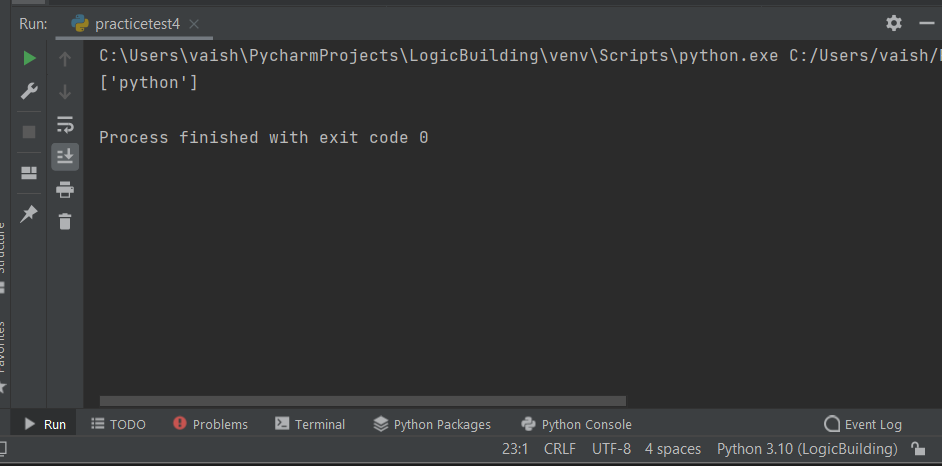 Run: practicetest4
C:\Users\vaish\PycharmProjects\LogicBuilding\venv\Scripts\python.exe C:/Users/vaish/
['python']
Process finished with exit code 0
Structure
Favorites
Run TODO Problems Terminal Python Packages Python Console Event Log
23:1 CRLF UTF-8 4 spaces Python 3.10 (LogicBuilding)